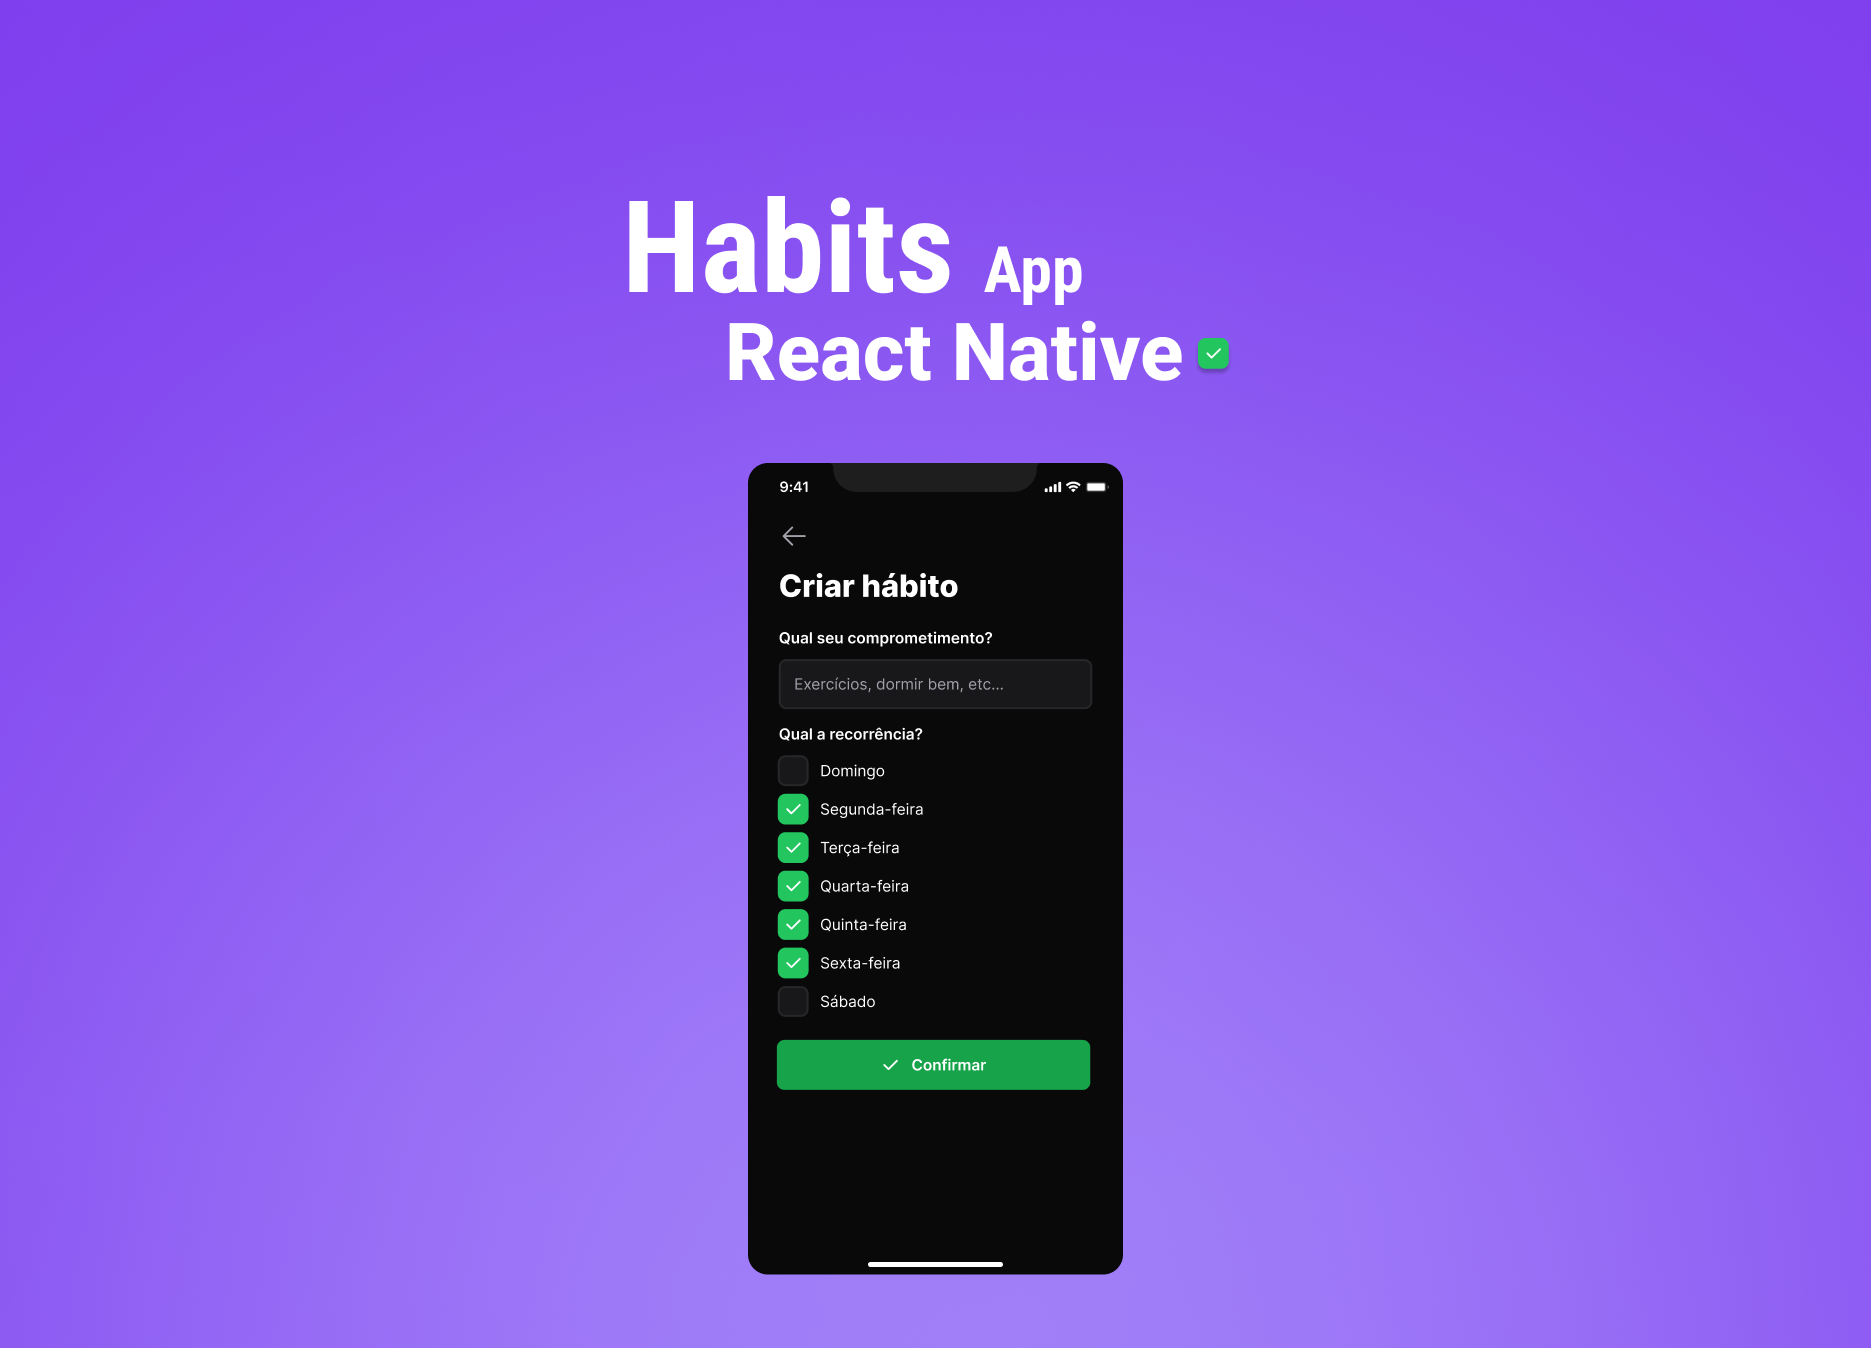 Habits App
React Native
9:41
Criar hábito
Qual seu comprometimento?
Exercícios, dormir bem, etc...
Qual a recorrência?
Domingo
Segunda-feira
Terça-feira
Quarta-feira
Quinta-feira
Sexta-feira
Sábado
Confirmar